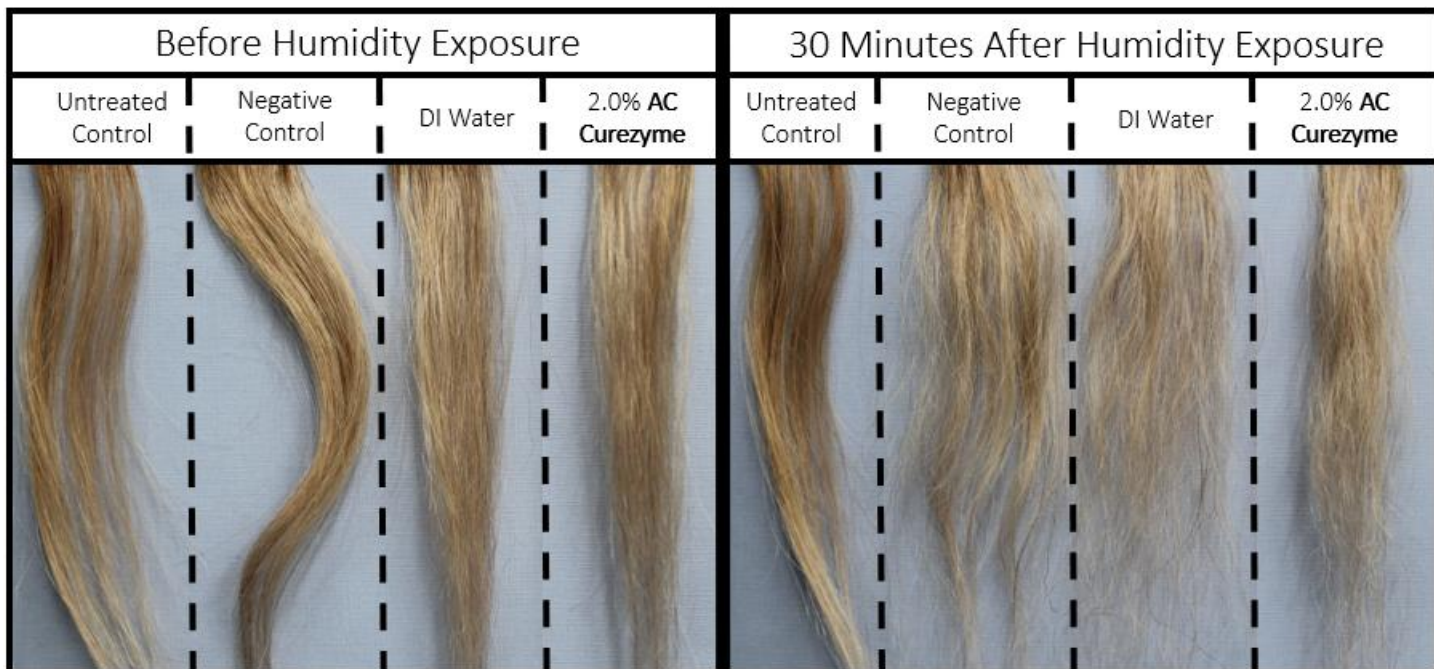 Before Humidity Exposure
30 Minutes After Humidity Exposure
Untreated
Control
Negative
Control
DI Water
2.0% AC
Curezyme
Untreated
Control
Negative
Control
DI Water
2.0% AC
Curezyme